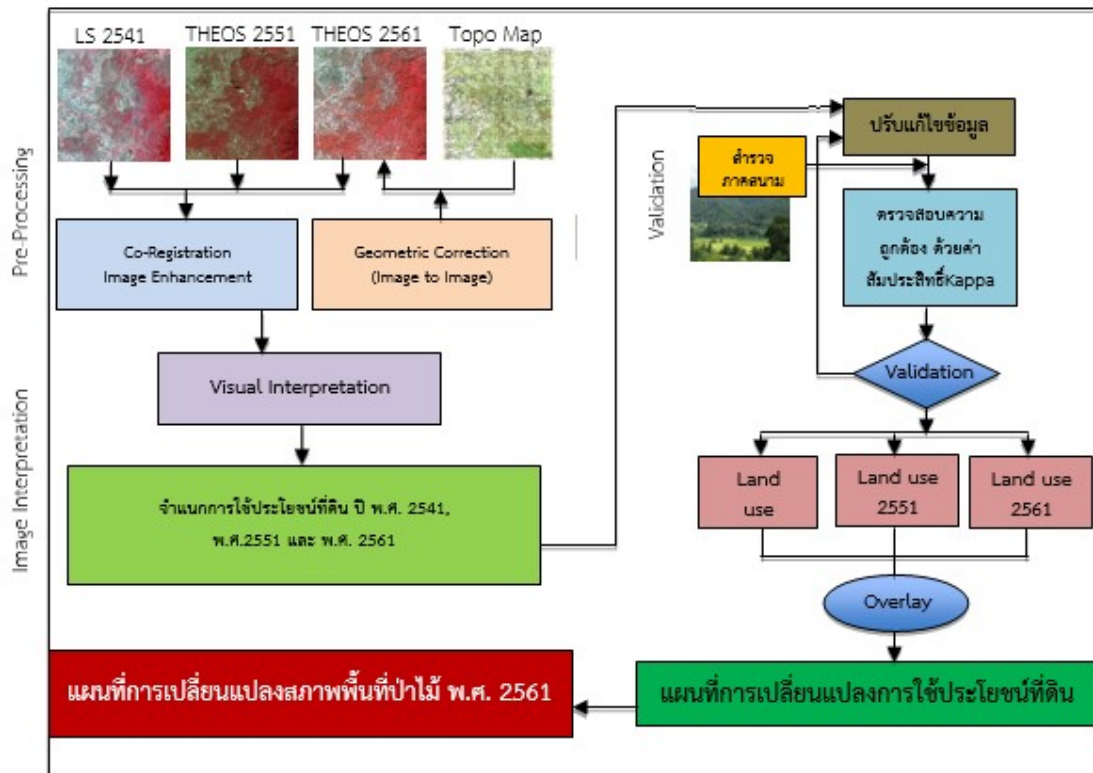 LS 2541
THEOS 2551
THEOS 2561
Topo Map
Pre-Processing
Co-Registration
Image Enhancement
Geometric Correction
(Image to Image)
Image Interpretation
Visual Interpretation
จำแนกการใช้ประโยชน์ที่ดิน ปี พ.ศ. 2541,
พ.ศ.2551 และ พ.ศ. 2561
Validation
ปรับแก้ไขข้อมูล
สำรวจ
ภาคสนาม
ตรวจสอบความ
ถูกต้อง ด้วยค่า
สัมประสิทธิ์Kappa
Validation
Land
use
Land use
2551
Land use
2561
Overlay
แผนที่การเปลี่ยนแปลงการใช้ประโยชน์ที่ดิน
แผนที่การเปลี่ยนแปลงสภาพพื้นที่ป่าไม้ พ.ศ. 2561